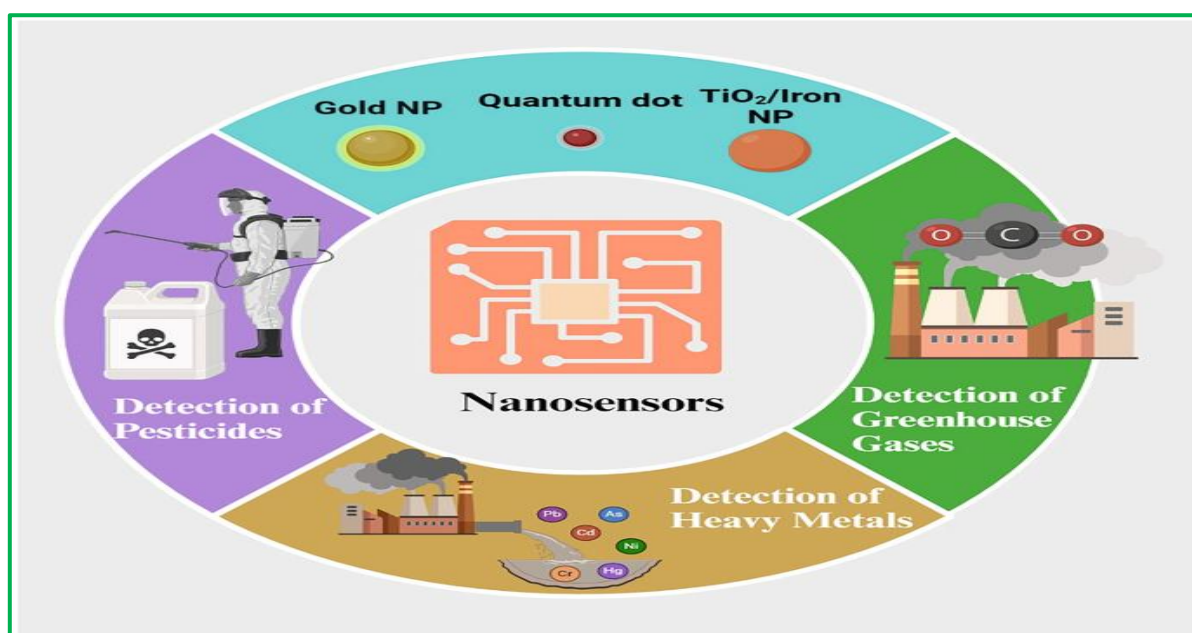 Gold NP
Quantum dot
TiO₂/Iron
NP
O C O
Detection of
Pesticides
Nanosensors
Detection of
Greenhouse
Gases
Detection of
Heavy Metals
Pb
As
Cd
Ni
Cr
Hg